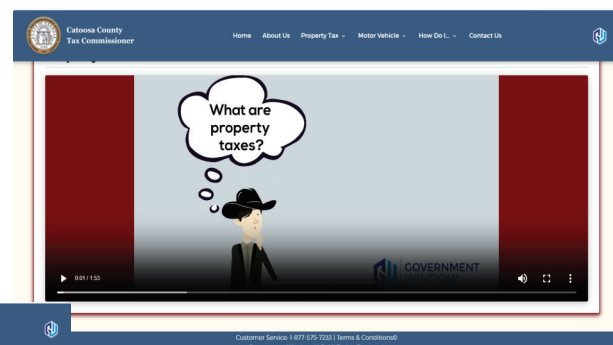 Catoosa County
Tax Commissioner
Home About Us Property Tax Motor Vehicle How Do I... Contact Us
What are
property
taxes?
GOVERNMENT
WINDOW
0:01 / 1:53
Customer Service 1-877-575-7233 | Terms & Conditions©